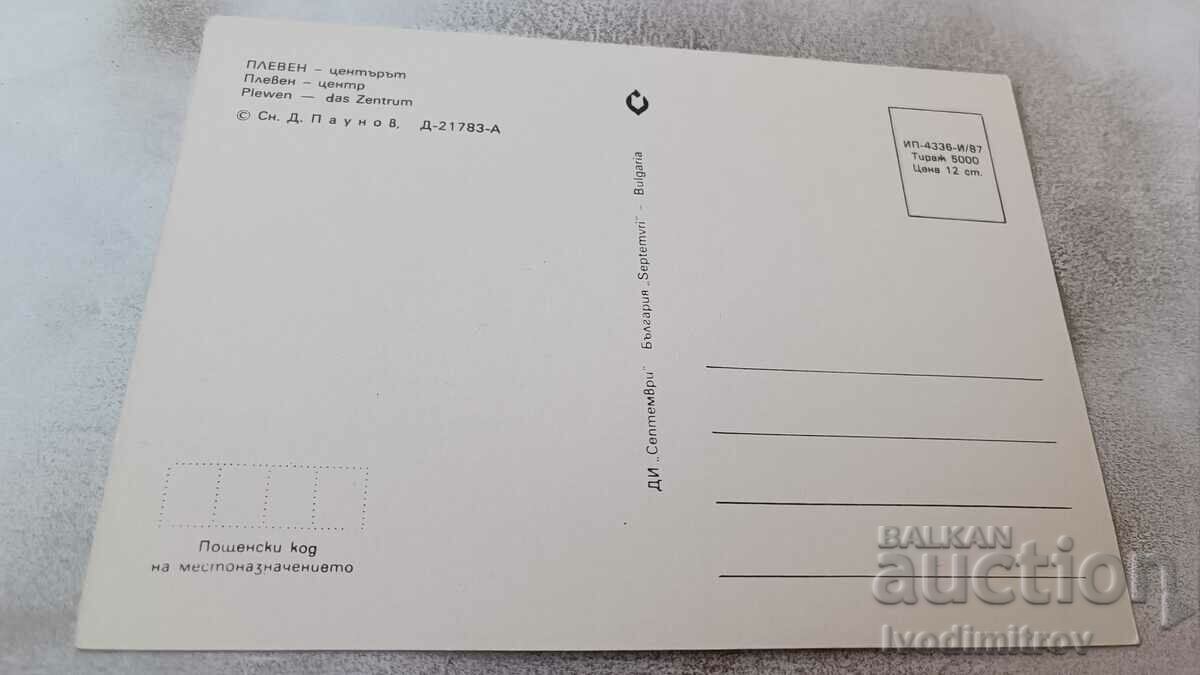 ПЛЕВЕН – центърът
Плевен – центр
Plewen — das Zentrum
© Сн. Д. Паунов, Д-21783-А
ИП-4336-И/87
Тираж 5000
Цена 12 ст.
ДИ „Септември" България „Septemvri" - Bulgaria
Пощенски код
на местоназначението
BALKAN
auction
Ivodimitrov